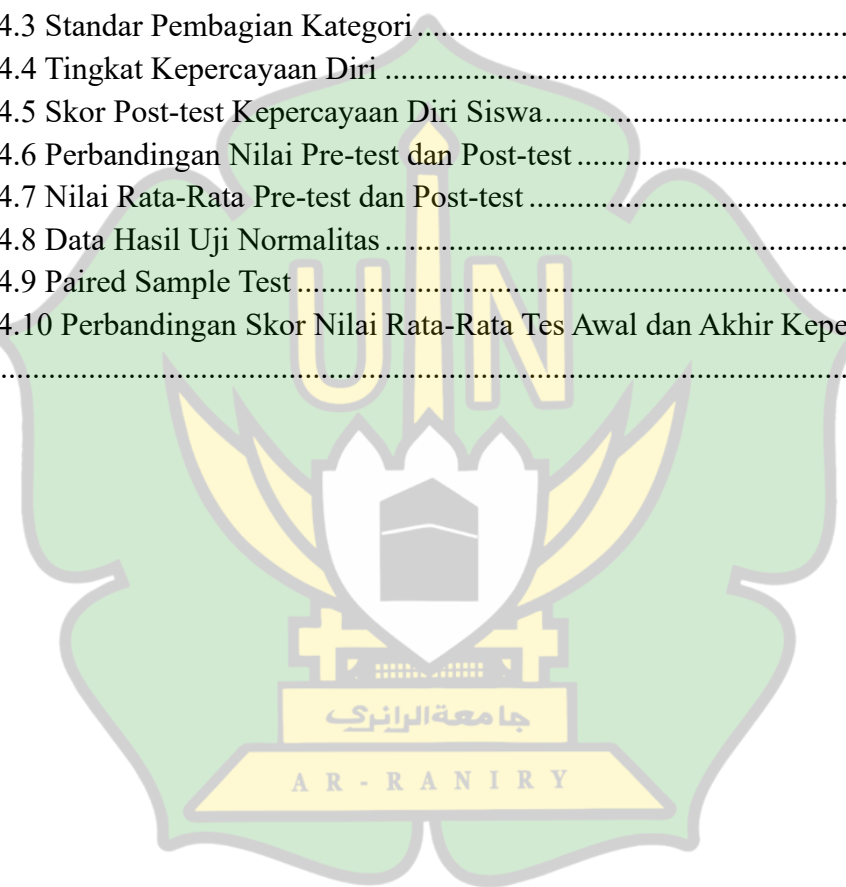 4.3 Standar Pembagian Kategori..........................................................
4.4 Tingkat Kepercayaan Diri ..............................................................
4.5 Skor Post-test Kepercayaan Diri Siswa..........................................
4.6 Perbandingan Nilai Pre-test dan Post-test ......................................
4.7 Nilai Rata-Rata Pre-test dan Post-test ............................................
4.8 Data Hasil Uji Normalitas ..............................................................
4.9 Paired Sample Test .........................................................................
4.10 Perbandingan Skor Nilai Rata-Rata Tes Awal dan Akhir Kepe
..............................................................................................................
UIN
جامعة الرانري
AR-RANIRY